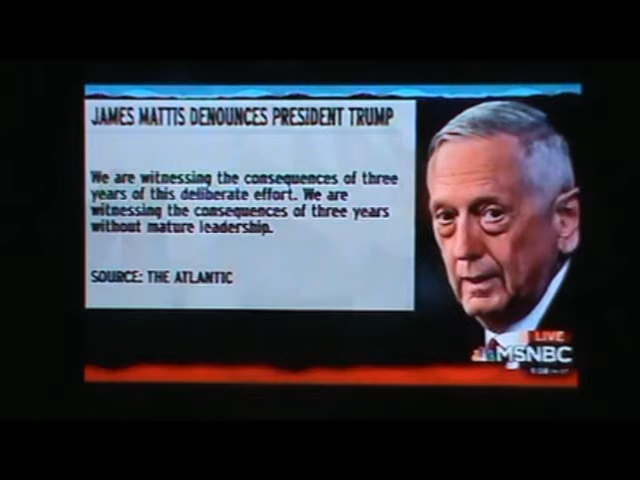 JAMES MATTIS DENOUNCES PRESIDENT TRUMP
We are witnessing the consequences of three
years of this deliberate effort. We are
witnessing the consequences of three years
without mature leadership.
SOURCE: THE ATLANTIC
LIVE
MSNBC